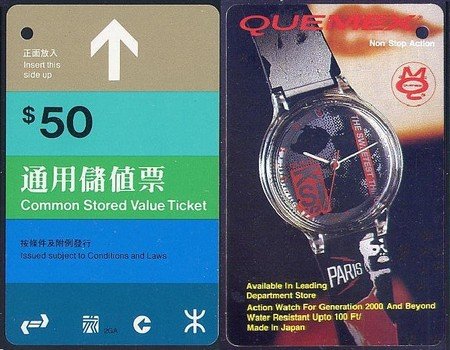 正面放入
Insert this
side up
$50
通用儲值票
Common Stored Value Ticket
按條件及附例發行
Issued subject to Conditions and Laws
2GA
QUEMEX
Non Stop Action
THE SWEETEST
KISS
PARIS
Available In Leading
Department Store
Action Watch For Generation 2000 And Beyond
Water Resistant Upto 100 Ft/
Made In Japan